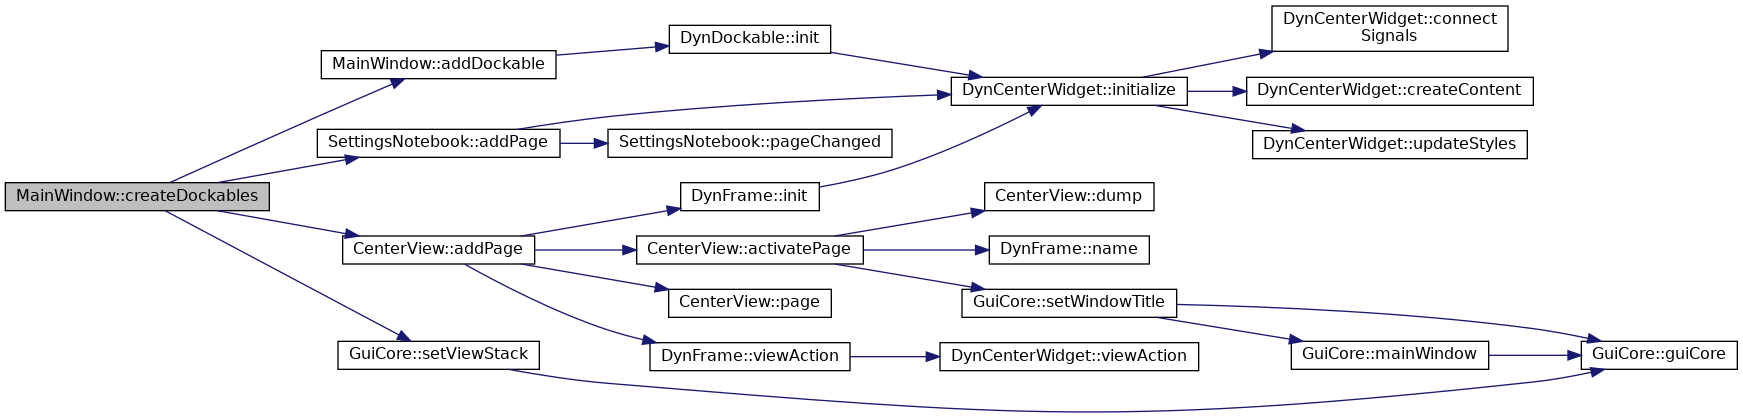 DynCenterWidget::connect
Signals
DynDockable::init
MainWindow::addDockable
DynCenterWidget::initialize
DynCenterWidget::createContent
SettingsNotebook::addPage
SettingsNotebook::pageChanged
DynCenterWidget::updateStyles
MainWindow::createDockables
DynFrame::init
CenterView::dump
CenterView::addPage
CenterView::activatePage
DynFrame::name
CenterView::page
GuiCore::setWindowTitle
GuiCore::setViewStack
DynFrame::viewAction
DynCenterWidget::viewAction
GuiCore::mainWindow
GuiCore::guiCore